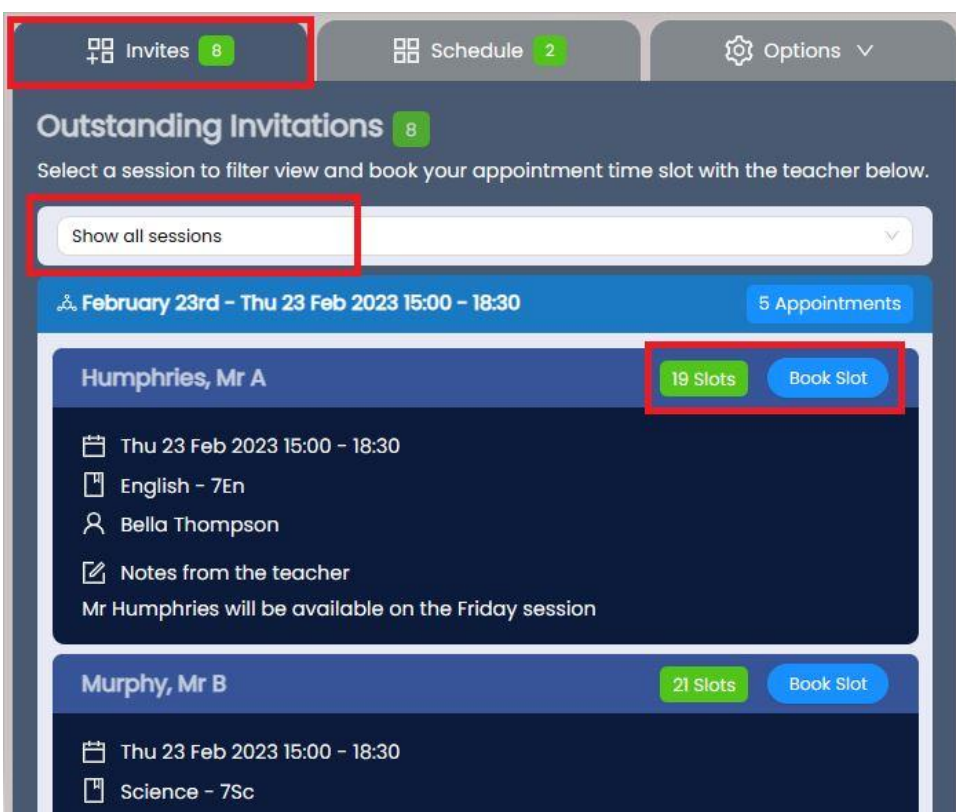 Invites 8 Schedule 2 Options
Outstanding Invitations 8
Select a session to filter view and book your appointment time slot with the teacher below.
Show all sessions
February 23rd - Thu 23 Feb 2023 15:00 - 18:30 5 Appointments
Humphries, Mr A 19 Slots Book Slot
Thu 23 Feb 2023 15:00 - 18:30
English - 7En
Bella Thompson
Notes from the teacher
Mr Humphries will be available on the Friday session
Murphy, Mr B 21 Slots Book Slot
Thu 23 Feb 2023 15:00 - 18:30
Science - 7Sc